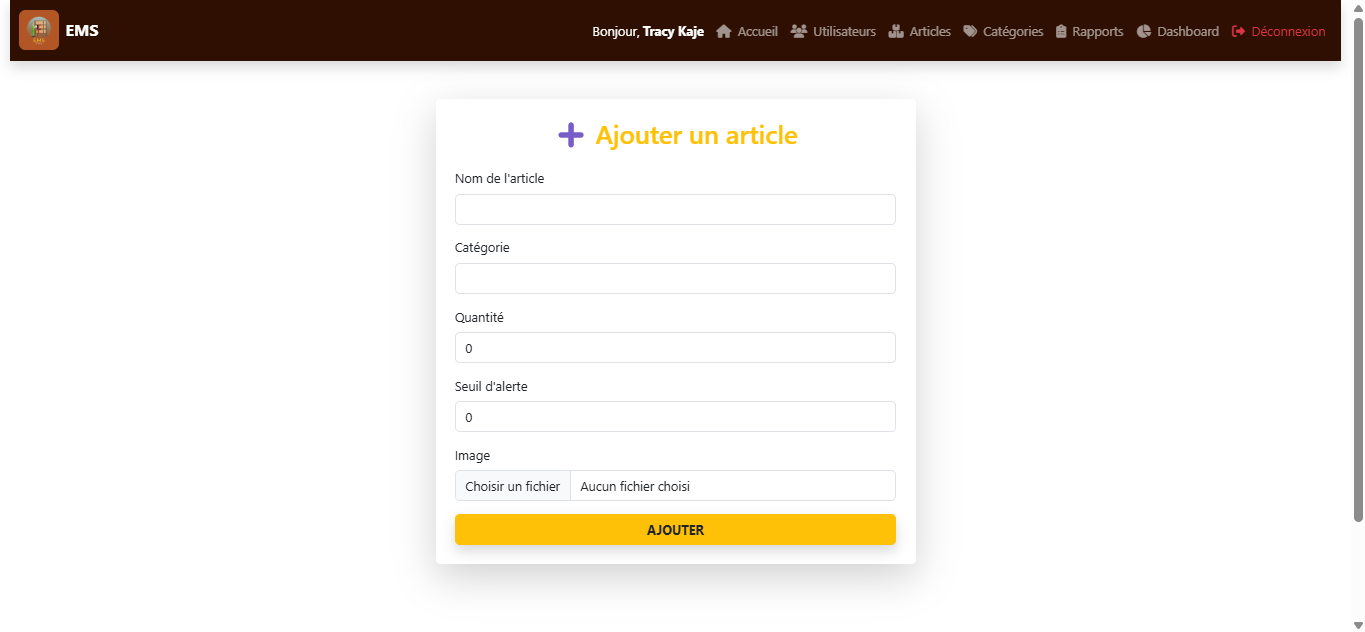 EMS
EMS
Bonjour, Tracy Kaje Accueil Utilisateurs Articles Catégories Rapports Dashboard Déconnexion
Ajouter un article
Nom de l'article
Catégorie
Quantité
0
Seuil d'alerte
0
Image
Choisir un fichier Aucun fichier choisi
AJOUTER